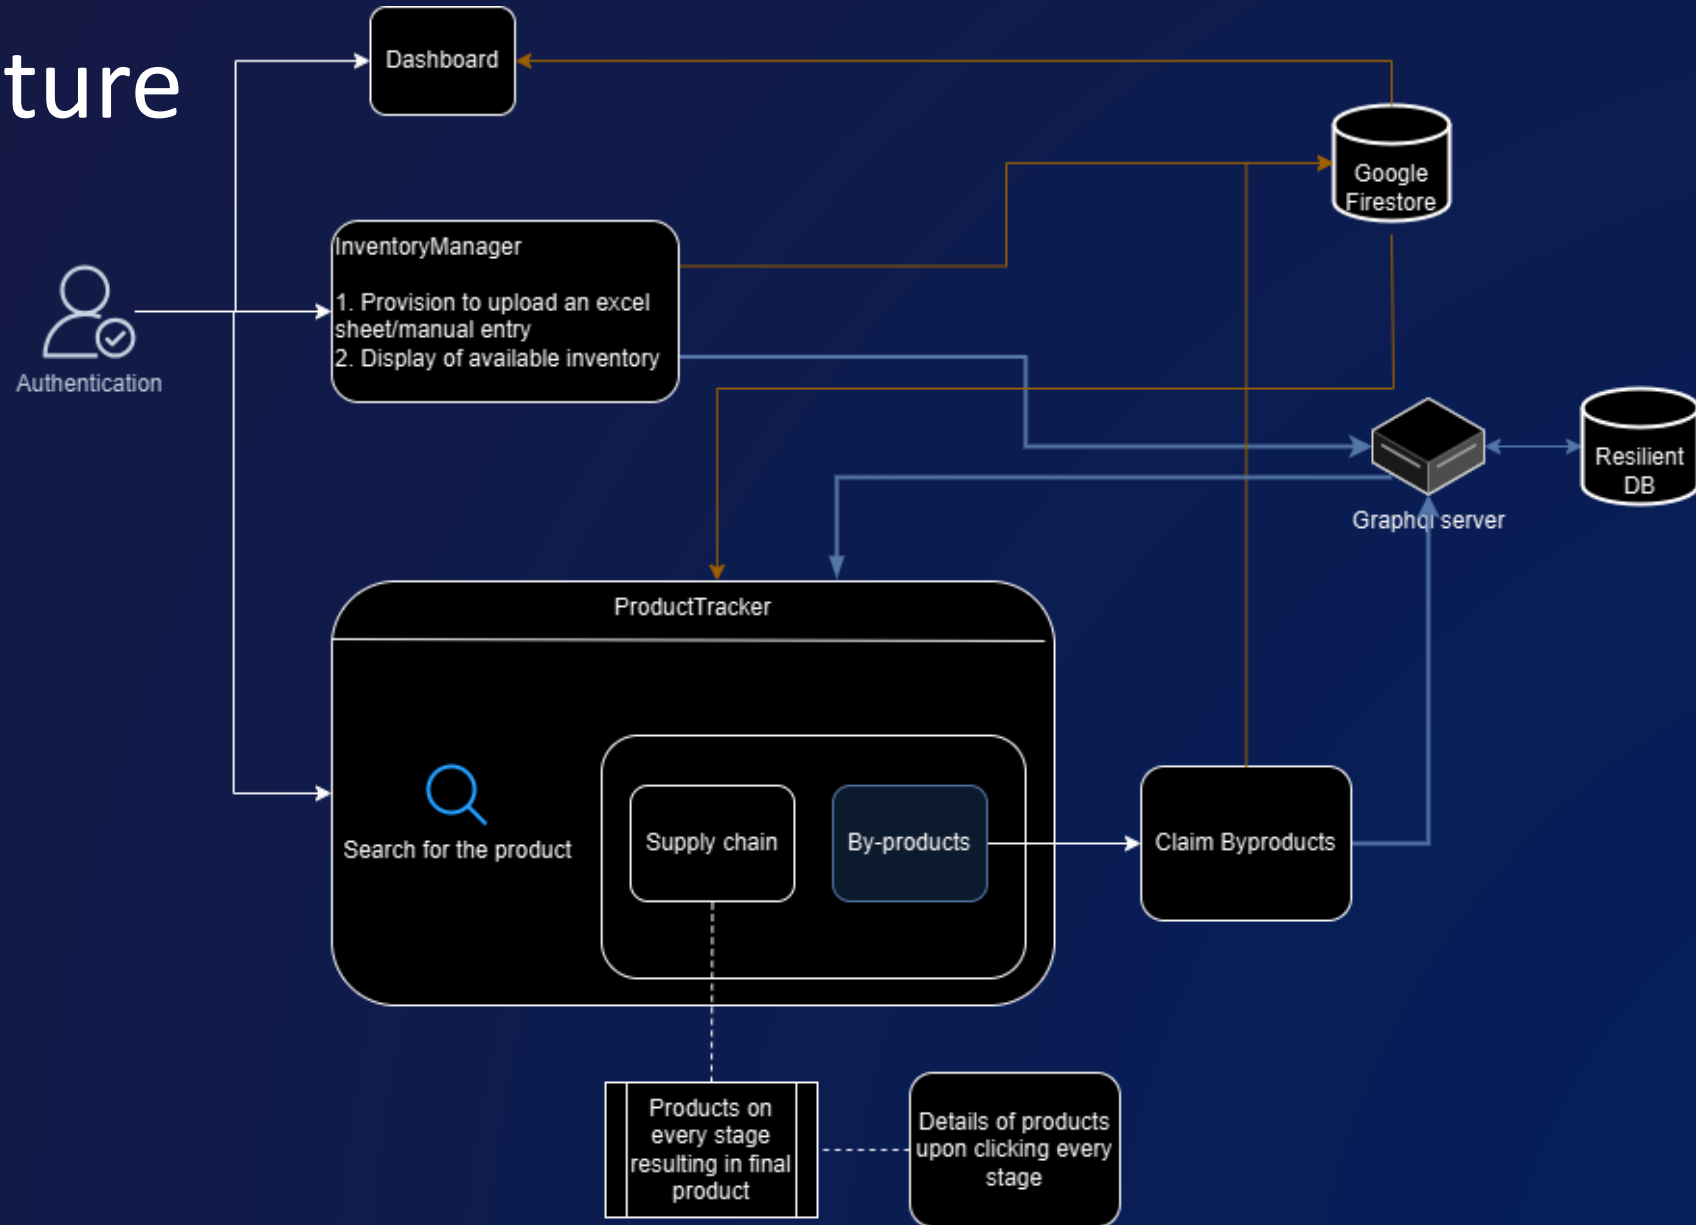 ture
Dashboard
Google
Firestore
InventoryManager
1. Provision to upload an excel
sheet/manual entry
2. Display of available inventory
Authentication
Resilient
DB
Graphql server
ProductTracker
Search for the product
Supply chain
By-products
Claim Byproducts
Products on
every stage
resulting in final
product
Details of products
upon clicking every
stage